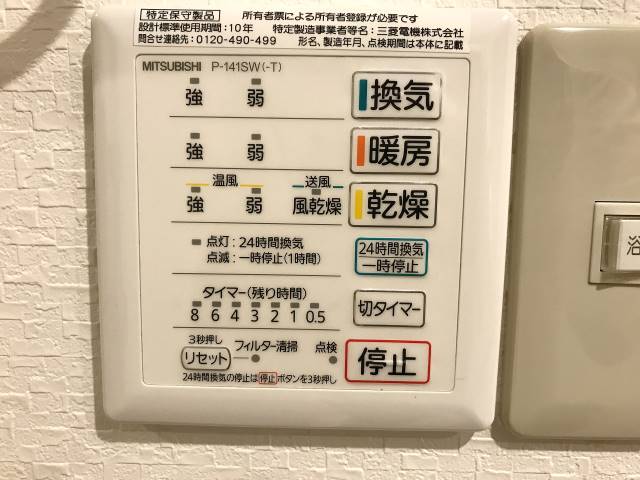 特定保守製品 所有者票による所有者登録が必要です
設計標準使用期間:10年 特定製造事業者等名:三菱電機株式会社
問合せ連絡先:0120-490-499 形名、製造年月、点検期間は本体に記載
MITSUBISHI P-141SW(-T)
強 弱 換気
強 弱 暖房
温風 送風
強 弱 風乾燥 乾燥
点灯:24時間換気
点滅:一時停止(1時間)
24時間換気
一時停止
タイマー(残り時間)
8 6 4 3 2 1 0.5
切タイマー
3秒押し
リセット フィルター清掃 点検
停止
24時間換気の停止は停止ボタンを3秒押し
浴